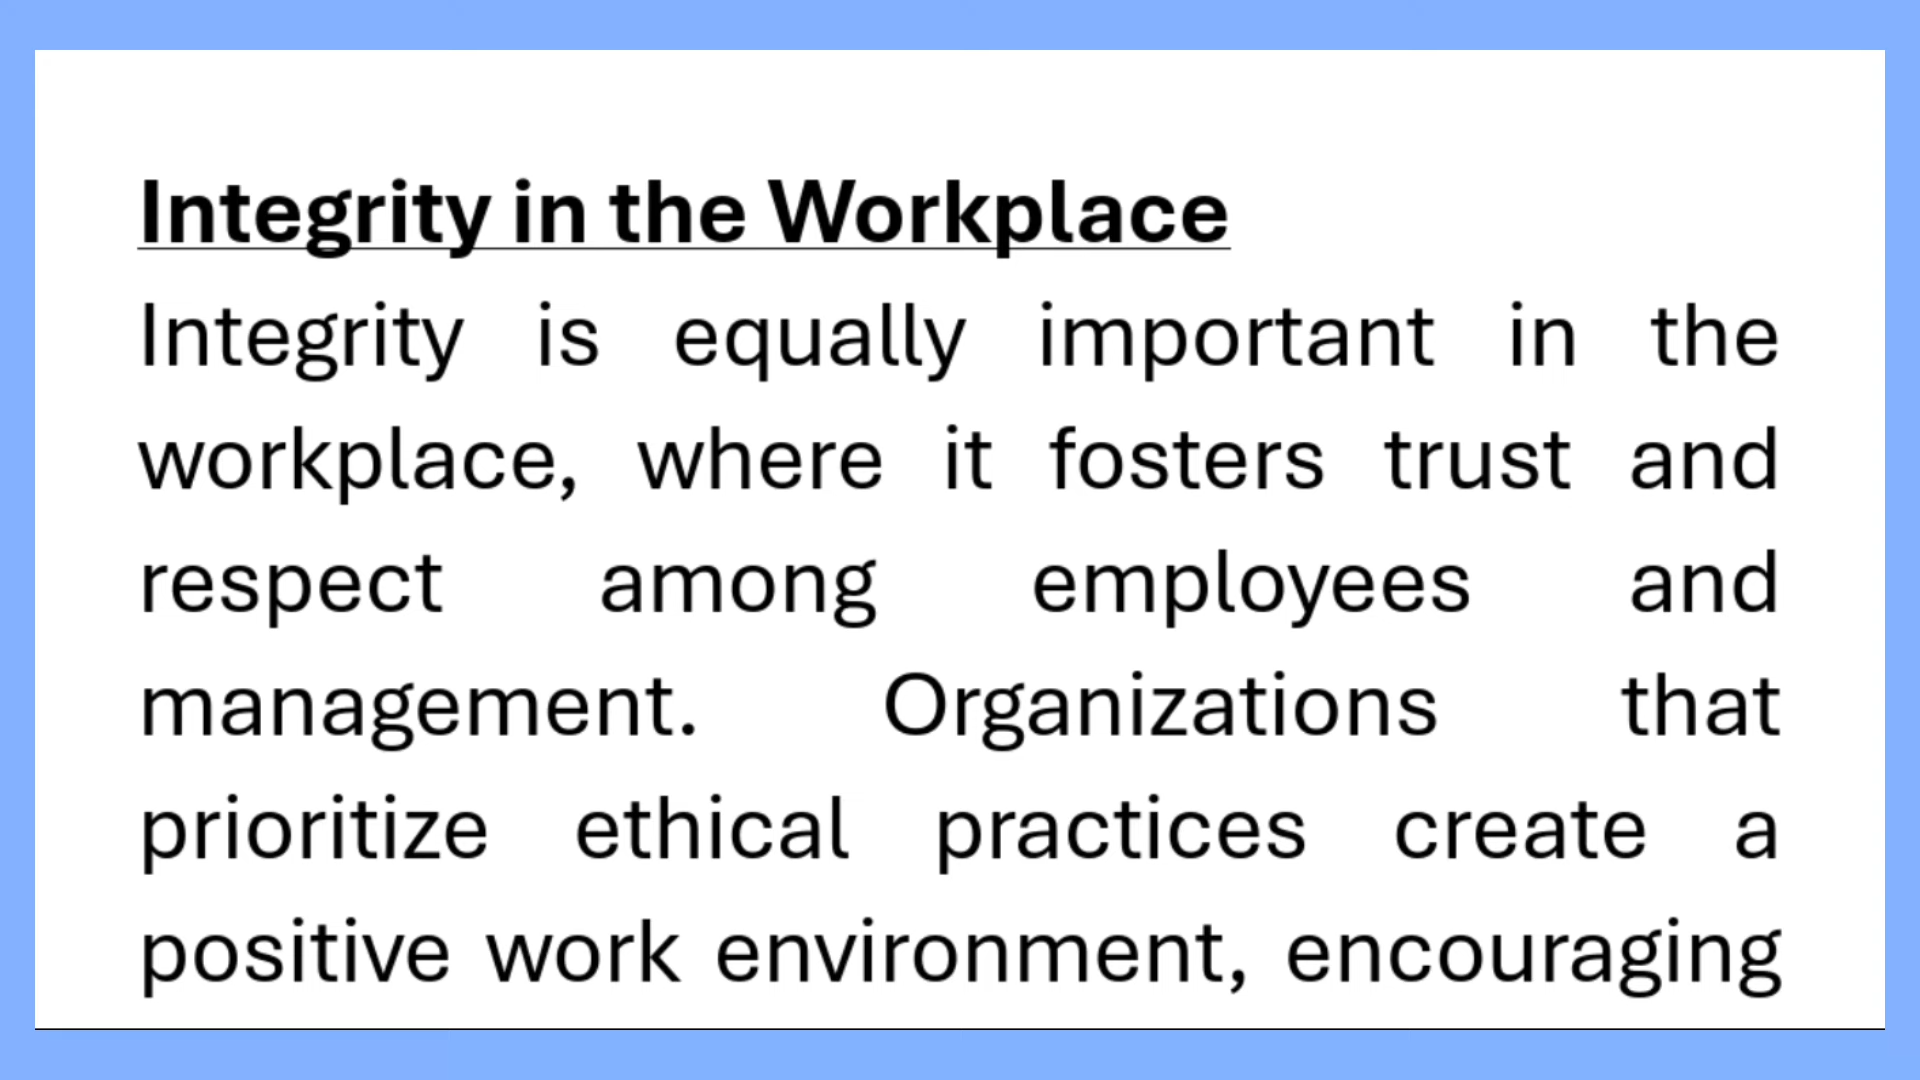 Integrity in the Workplace
Integrity is equally important in the
workplace, where it fosters trust and
respect among employees and
management. Organizations that
prioritize ethical practices create a
positive work environment, encouraging